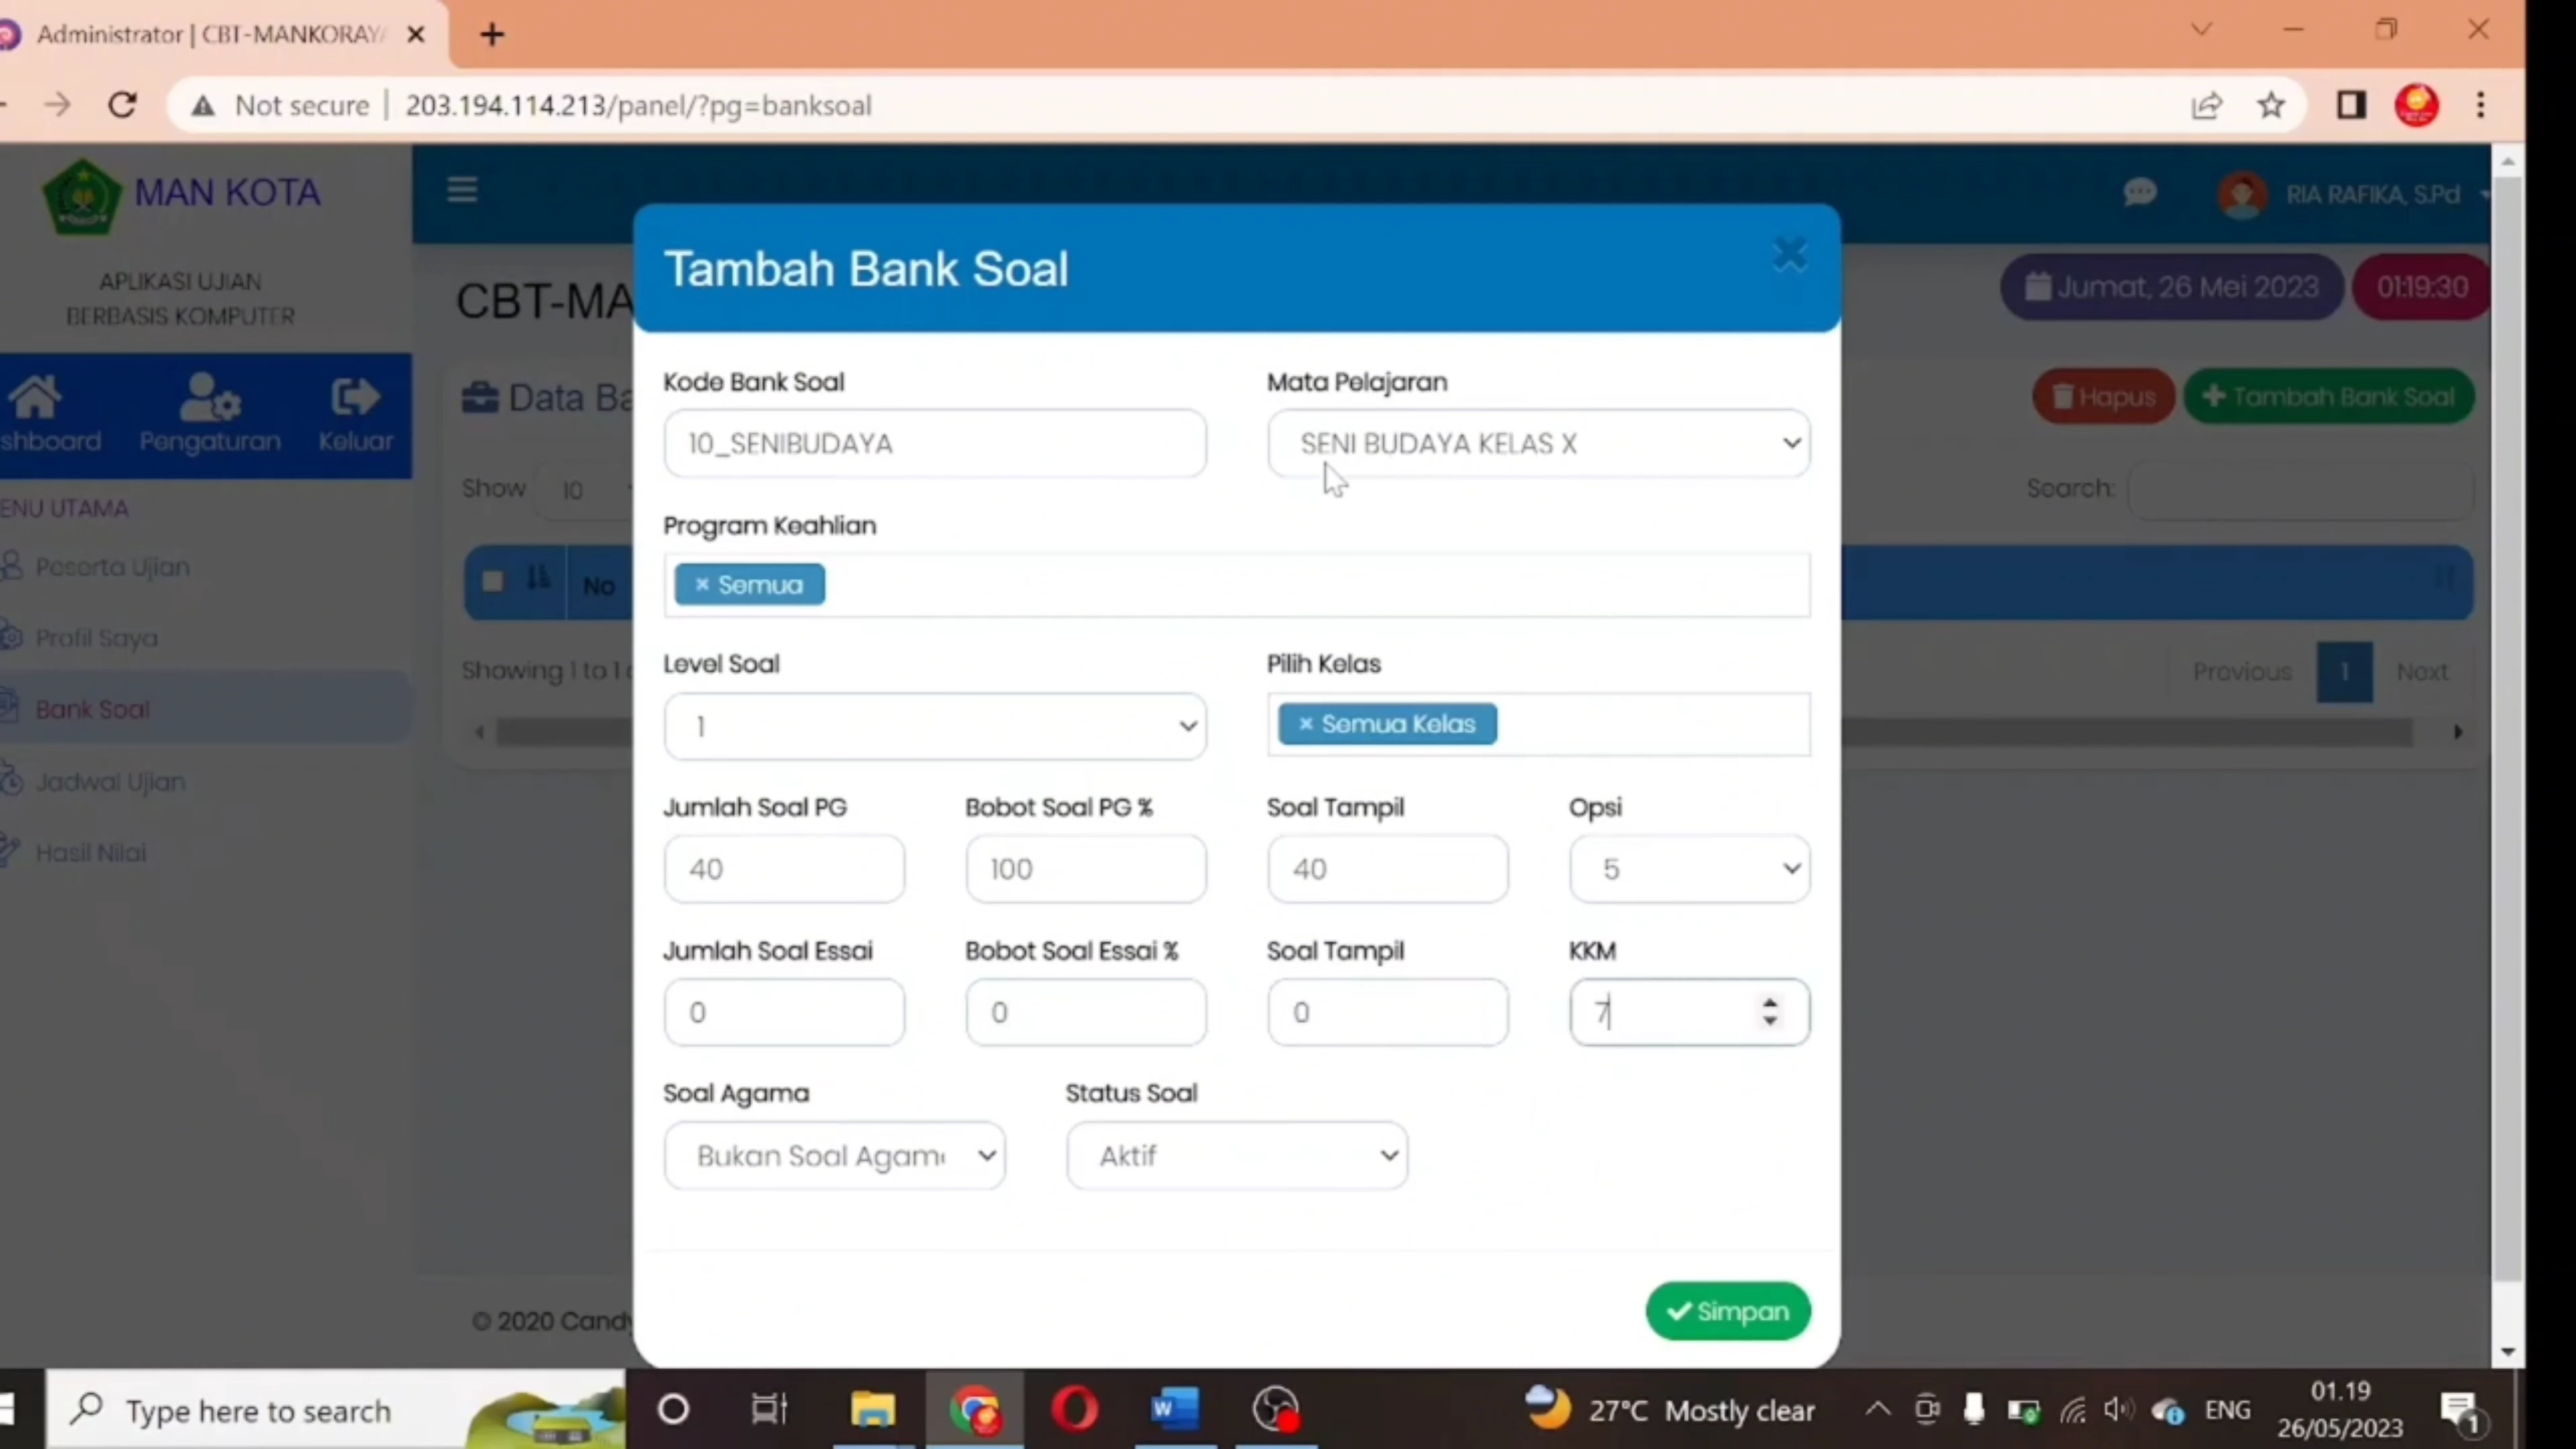 Administrator | CBT-MANKORAYA
Not secure | 203.194.114.213/panel/?pg=banksoal
MAN KOTA
RIA RAFIKA, S.Pd
APLIKASI UJIAN
BERBASIS KOMPUTER
CBT-MA
Jumat, 26 Mei 2023
01:19:30
Tambah Bank Soal
shboard
Pengaturan
Keluar
Data Ba
Hapus
Tambah Bank Soal
Kode Bank Soal
Mata Pelajaran
10_SENIBUDAYA
SENI BUDAYA KELAS X
Show 10
Search:
ENU UTAMA
Program Keahlian
Peserta Ujian
× Semua
No
Profil Saya
Level Soal
Pilih Kelas
Showing 1 to 1
Previous 1 Next
Bank Soal
1
× Semua Kelas
Jadwal Ujian
Jumlah Soal PG
Bobot Soal PG %
Soal Tampil
Opsi
Hasil Nilai
40
100
40
5
Jumlah Soal Essai
Bobot Soal Essai %
Soal Tampil
KKM
0
0
0
7
Soal Agama
Status Soal
Bukan Soal Agam
Aktif
Simpan
© 2020 Candy
Type here to search
27°C Mostly clear
ENG
01.19
26/05/2023
1